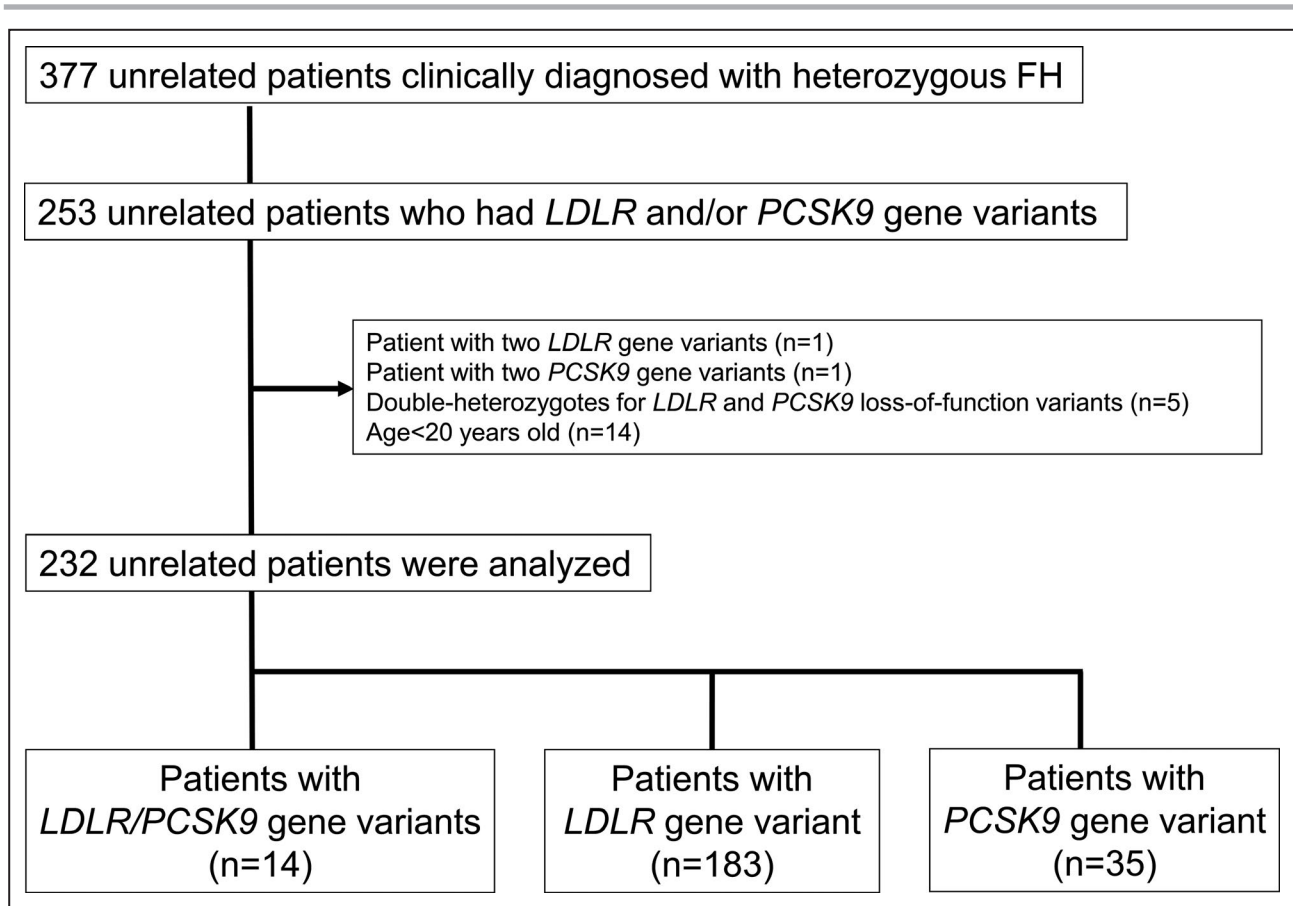 377 unrelated patients clinically diagnosed with heterozygous FH
253 unrelated patients who had LDLR and/or PCSK9 gene variants
Patient with two LDLR gene variants (n=1)
Patient with two PCSK9 gene variants (n=1)
Double-heterozygotes for LDLR and PCSK9 loss-of-function variants (n=5)
Age<20 years old (n=14)
232 unrelated patients were analyzed
Patients with
LDLR/PCSK9 gene variants
(n=14)
Patients with
LDLR gene variant
(n=183)
Patients with
PCSK9 gene variant
(n=35)